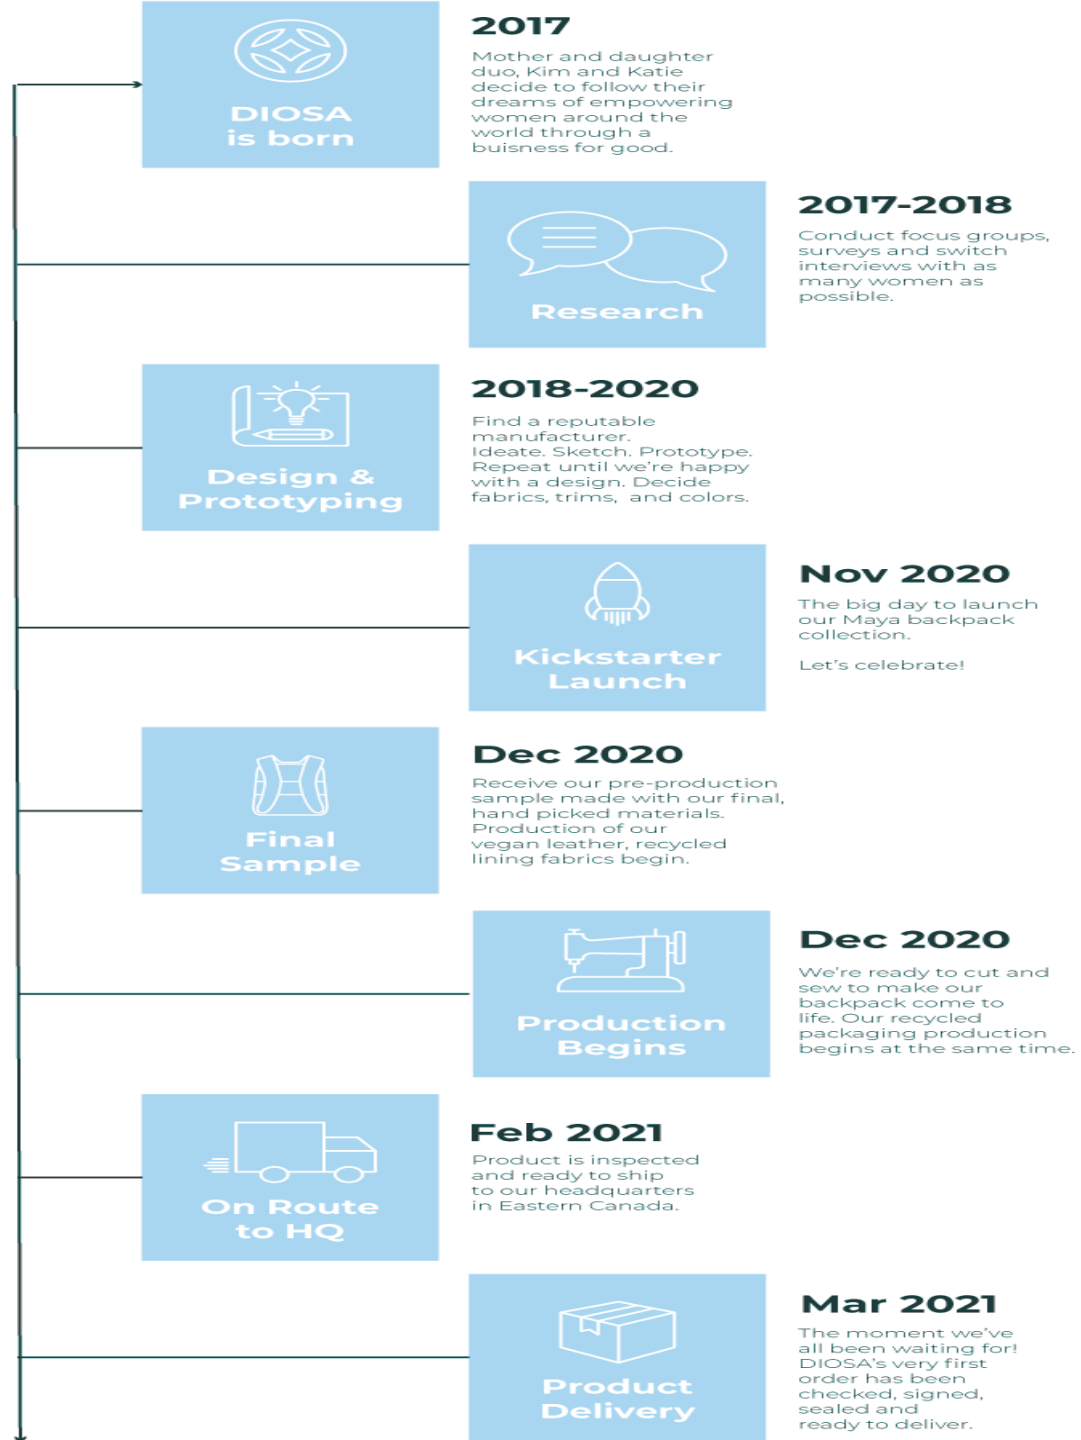 DIOSA
is born
2017
Mother and daughter
duo, Kim and Katie
decide to follow their
dreams of empowering
women around the
world through a
buisness for good.
Research
2017-2018
Conduct focus groups,
surveys and switch
interviews with as
many women as
possible.
Design &
Prototyping
2018-2020
Find a reputable
manufacturer.
Ideate. Sketch. Prototype.
Repeat until we're happy
with a design. Decide
fabrics, trims, and colors.
Kickstarter
Launch
Nov 2020
The big day to launch
our Maya backpack
collection.
Let's celebrate!
Final
Sample
Dec 2020
Receive our pre-production
sample made with our final,
hand picked materials.
Production of our
vegan leather, recycled
lining fabrics begin.
Production
Begins
Dec 2020
We're ready to cut and
sew to make our
backpack come to
life. Our recycled
packaging production
begins at the same time.
On Route
to HQ
Feb 2021
Product is inspected
and ready to ship
to our headquarters
in Eastern Canada.
Product
Delivery
Mar 2021
The moment we've
all been waiting for!
DIOSA's very first
order has been
checked, signed,
sealed and
ready to deliver.